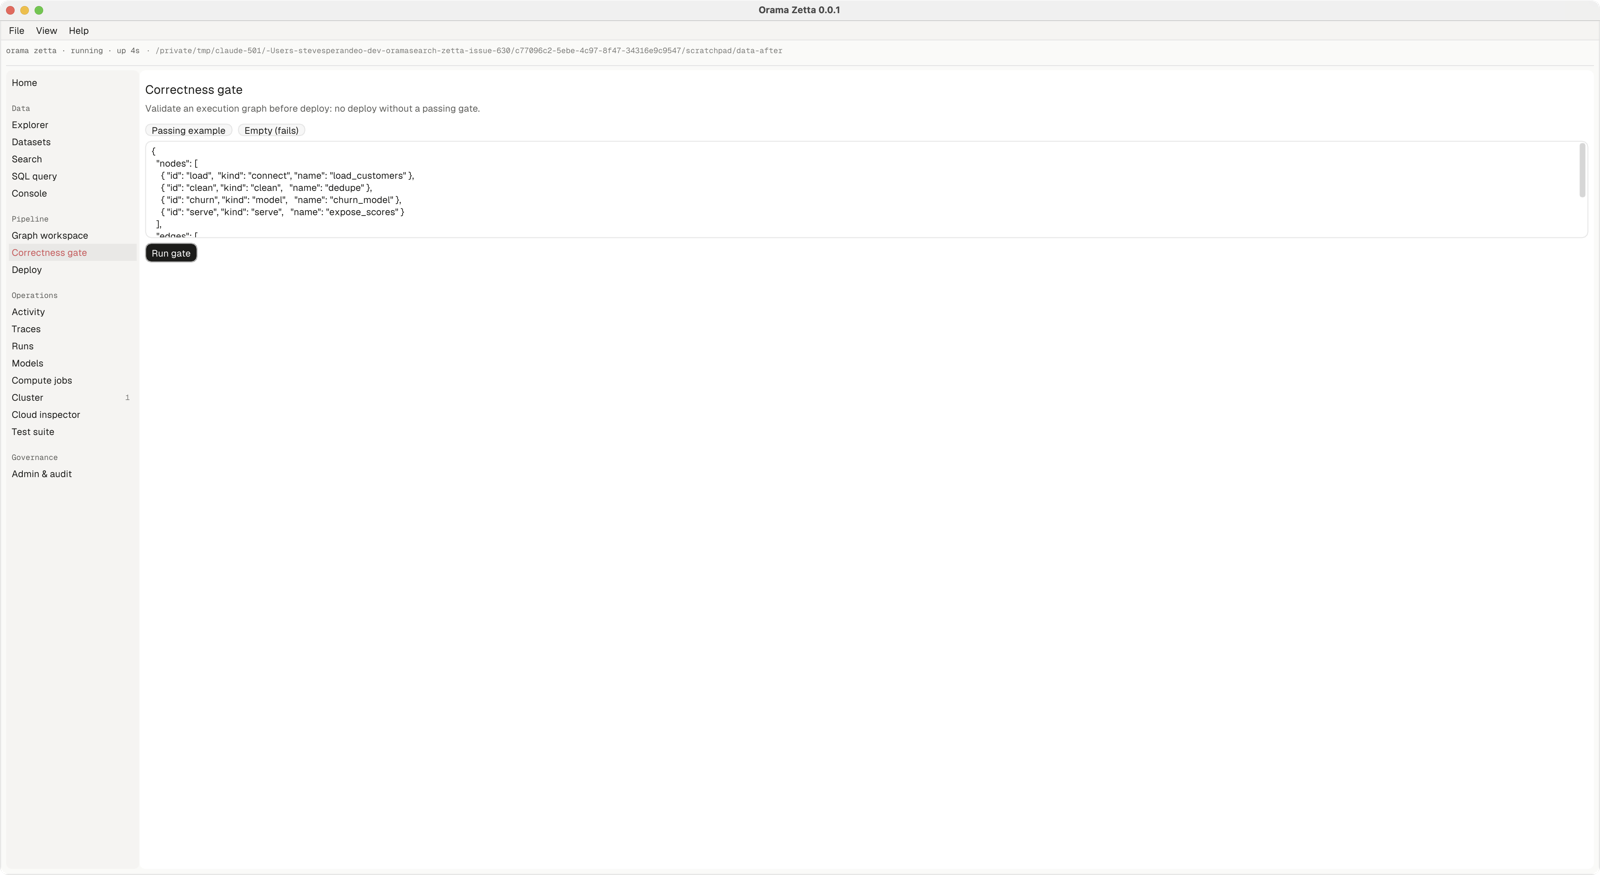 Orama Zetta 0.0.1
File View Help
orama zetta · running · up 4s · /private/tmp/claude-501/-Users-stevesperandeo-dev-oramasearch-zetta-issue-630/c77096c2-5ebe-4c97-8f47-34316e9c9547/scratchpad/data-after
Home
Data
Explorer
Datasets
Search
SQL query
Console
Pipeline
Graph workspace
Correctness gate
Deploy
Operations
Activity
Traces
Runs
Models
Compute jobs
Cluster 1
Cloud inspector
Test suite
Governance
Admin & audit
Correctness gate
Validate an execution graph before deploy: no deploy without a passing gate.
Passing example Empty (fails)
{
"nodes": [
{ "id": "load", "kind": "connect", "name": "load_customers" },
{ "id": "clean", "kind": "clean", "name": "dedupe" },
{ "id": "churn", "kind": "model", "name": "churn_model" },
{ "id": "serve", "kind": "serve", "name": "expose_scores" }
],
"edges": [
Run gate